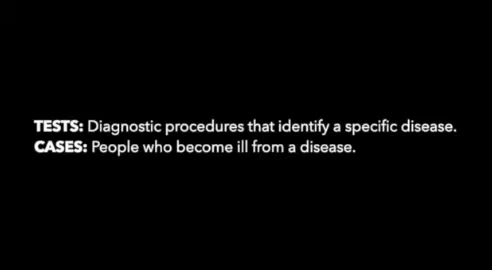 TESTS: Diagnostic procedures that identify a specific disease.
CASES: People who become ill from a disease.